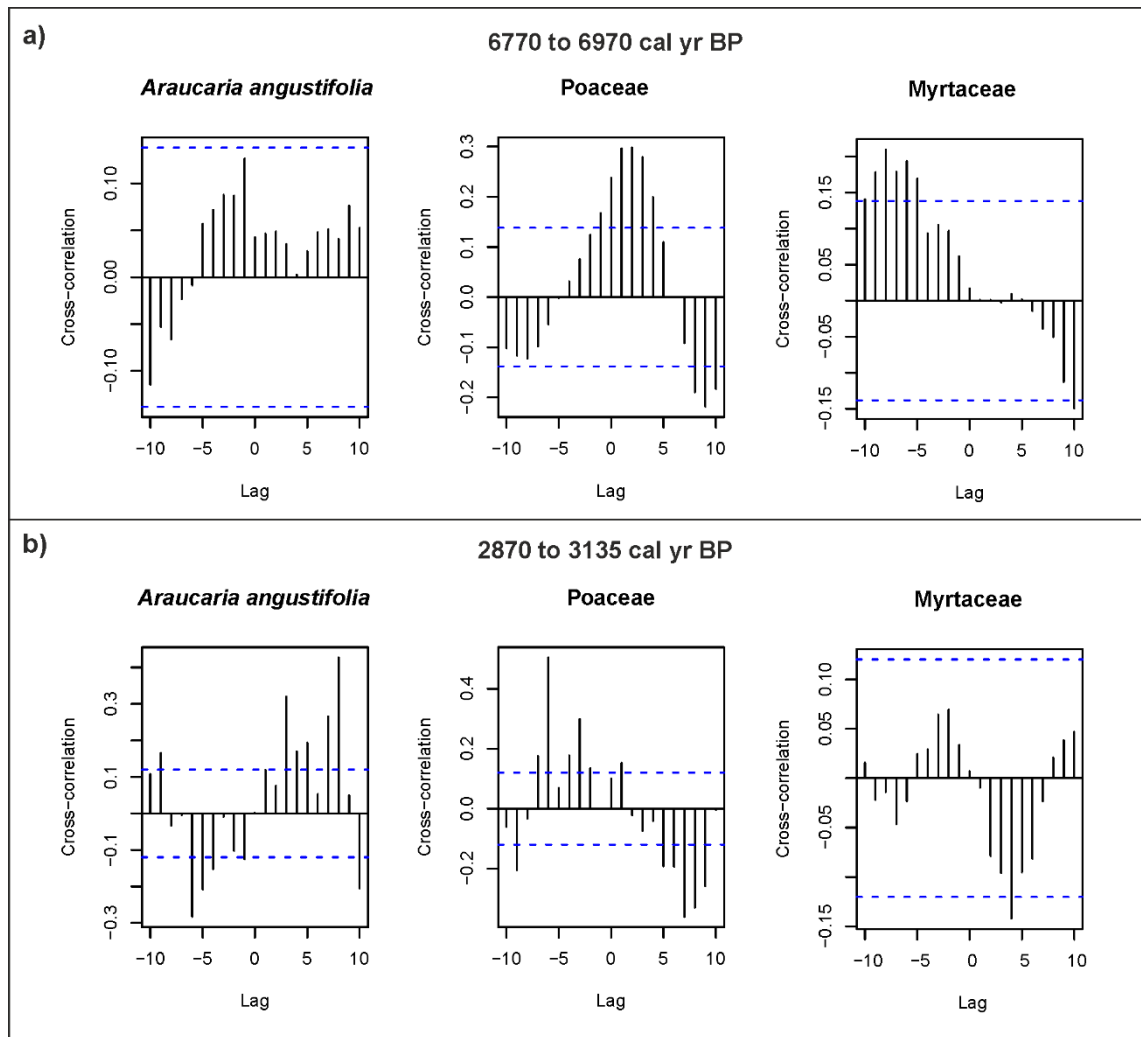 a)
6770 to 6970 cal yr BP
Araucaria angustifolia
Poaceae
Myrtaceae
Cross-correlation
0.10
0.00
−0.10
−10 −5 0 5 10
Lag
Cross-correlation
0.3
0.2
0.1
0.0
−0.1
−0.2
−10 −5 0 5 10
Lag
Cross-correlation
0.15
0.05
−0.05
−0.15
−10 −5 0 5 10
Lag
b)
2870 to 3135 cal yr BP
Araucaria angustifolia
Poaceae
Myrtaceae
Cross-correlation
0.3
0.1
−0.1
−0.3
−10 −5 0 5 10
Lag
Cross-correlation
0.4
0.2
0.0
−0.2
−10 −5 0 5 10
Lag
Cross-correlation
0.10
0.05
−0.05
−0.15
−10 −5 0 5 10
Lag